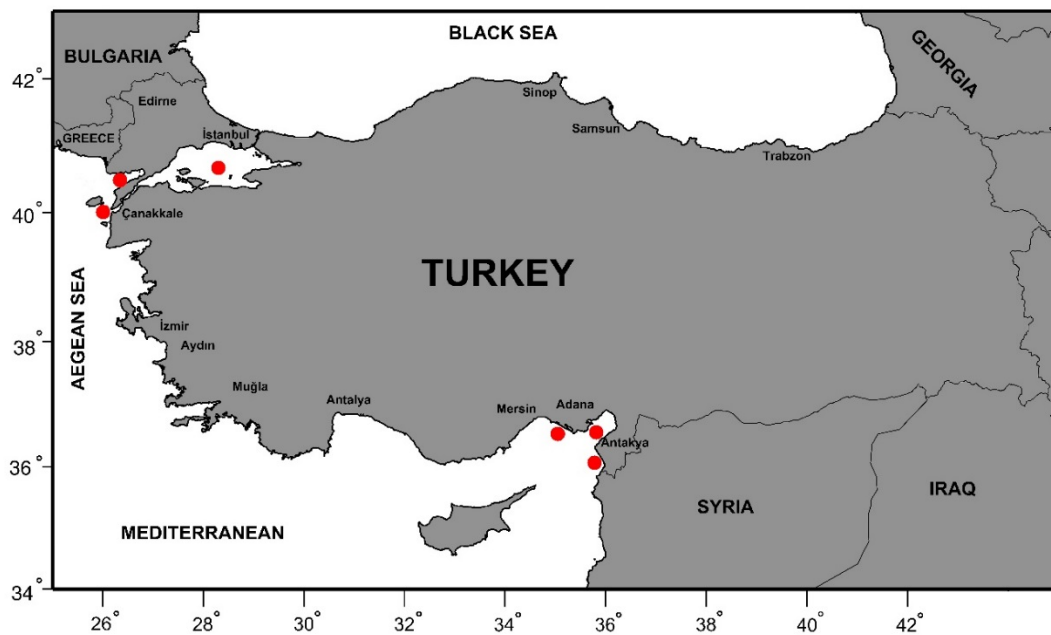 BLACK SEA
BULGARIA
GEORGIA
42°
Edirne
Sinop
GREECE
İstanbul
Samsun
Trabzon
40°
Çanakkale
TURKEY
AEGEAN SEA
38°
İzmir
Aydın
Muğla
Antalya
Mersin
Adana
Antakya
36°
SYRIA
IRAQ
MEDITERRANEAN
34°
26° 28° 30° 32° 34° 36° 38° 40° 42°